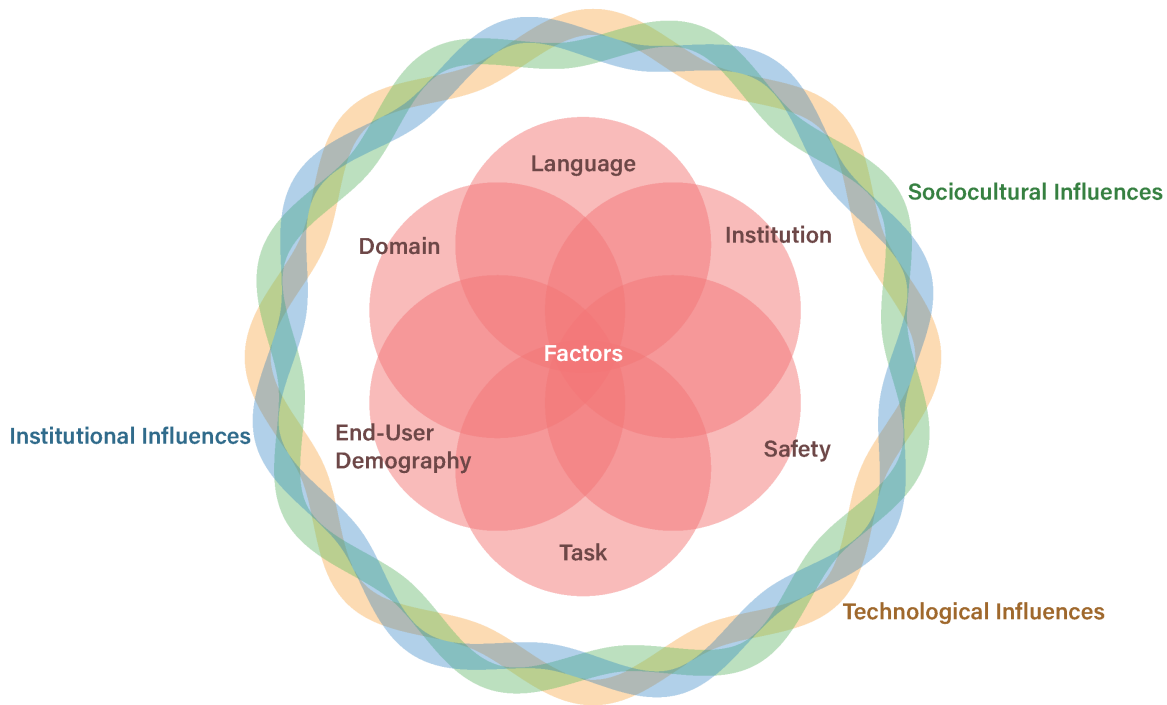 Language
Sociocultural Influences
Institution
Domain
Factors
End-User
Demography
Institutional Influences
Safety
Task
Technological Influences